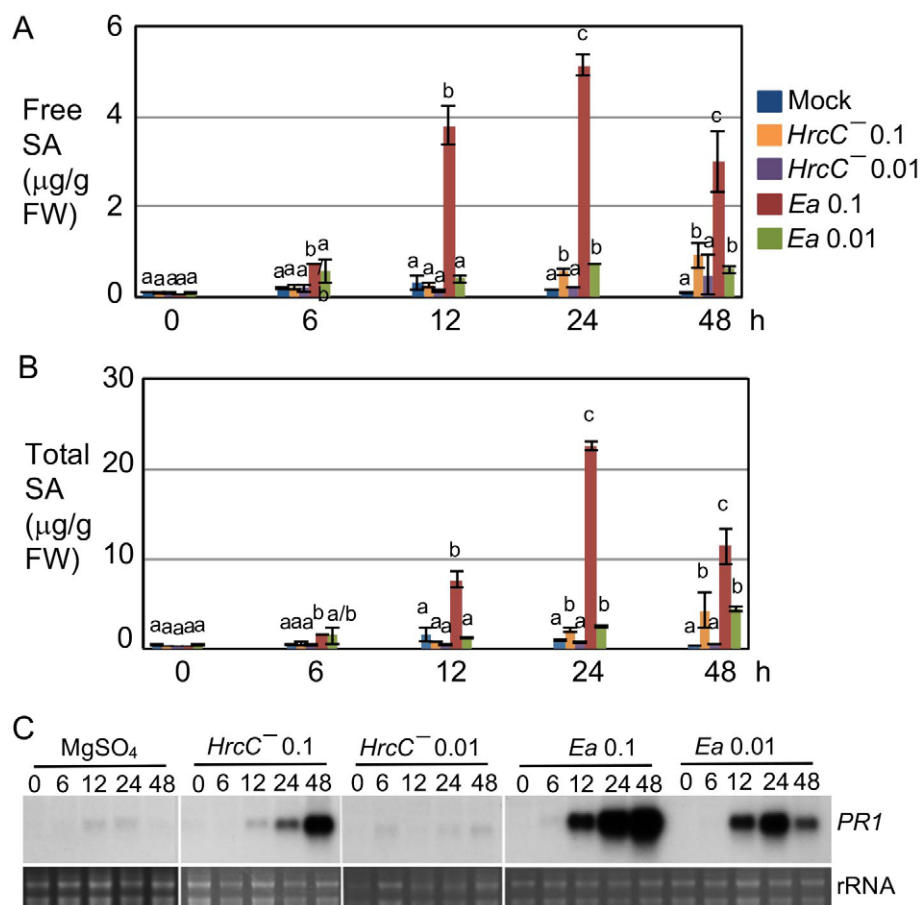 A
Free
SA
(μg/g
FW)
6
4
2
0
a a a a a
a a a b a
b
a a a b a
a b a c b
a b a c b
0 6 12 24 48 h
Mock
HrcC⁻ 0.1
HrcC⁻ 0.01
Ea 0.1
Ea 0.01
B
Total
SA
(μg/g
FW)
30
20
10
0
a a a a a
a a a b a/b
a a a b a
a b a c b
a b a c b
0 6 12 24 48 h
C
MgSO₄ HrcC⁻ 0.1 HrcC⁻ 0.01 Ea 0.1 Ea 0.01
0 6 12 24 48 0 6 12 24 48 0 6 12 24 48 0 6 12 24 48 0 6 12 24 48
PR1
rRNA